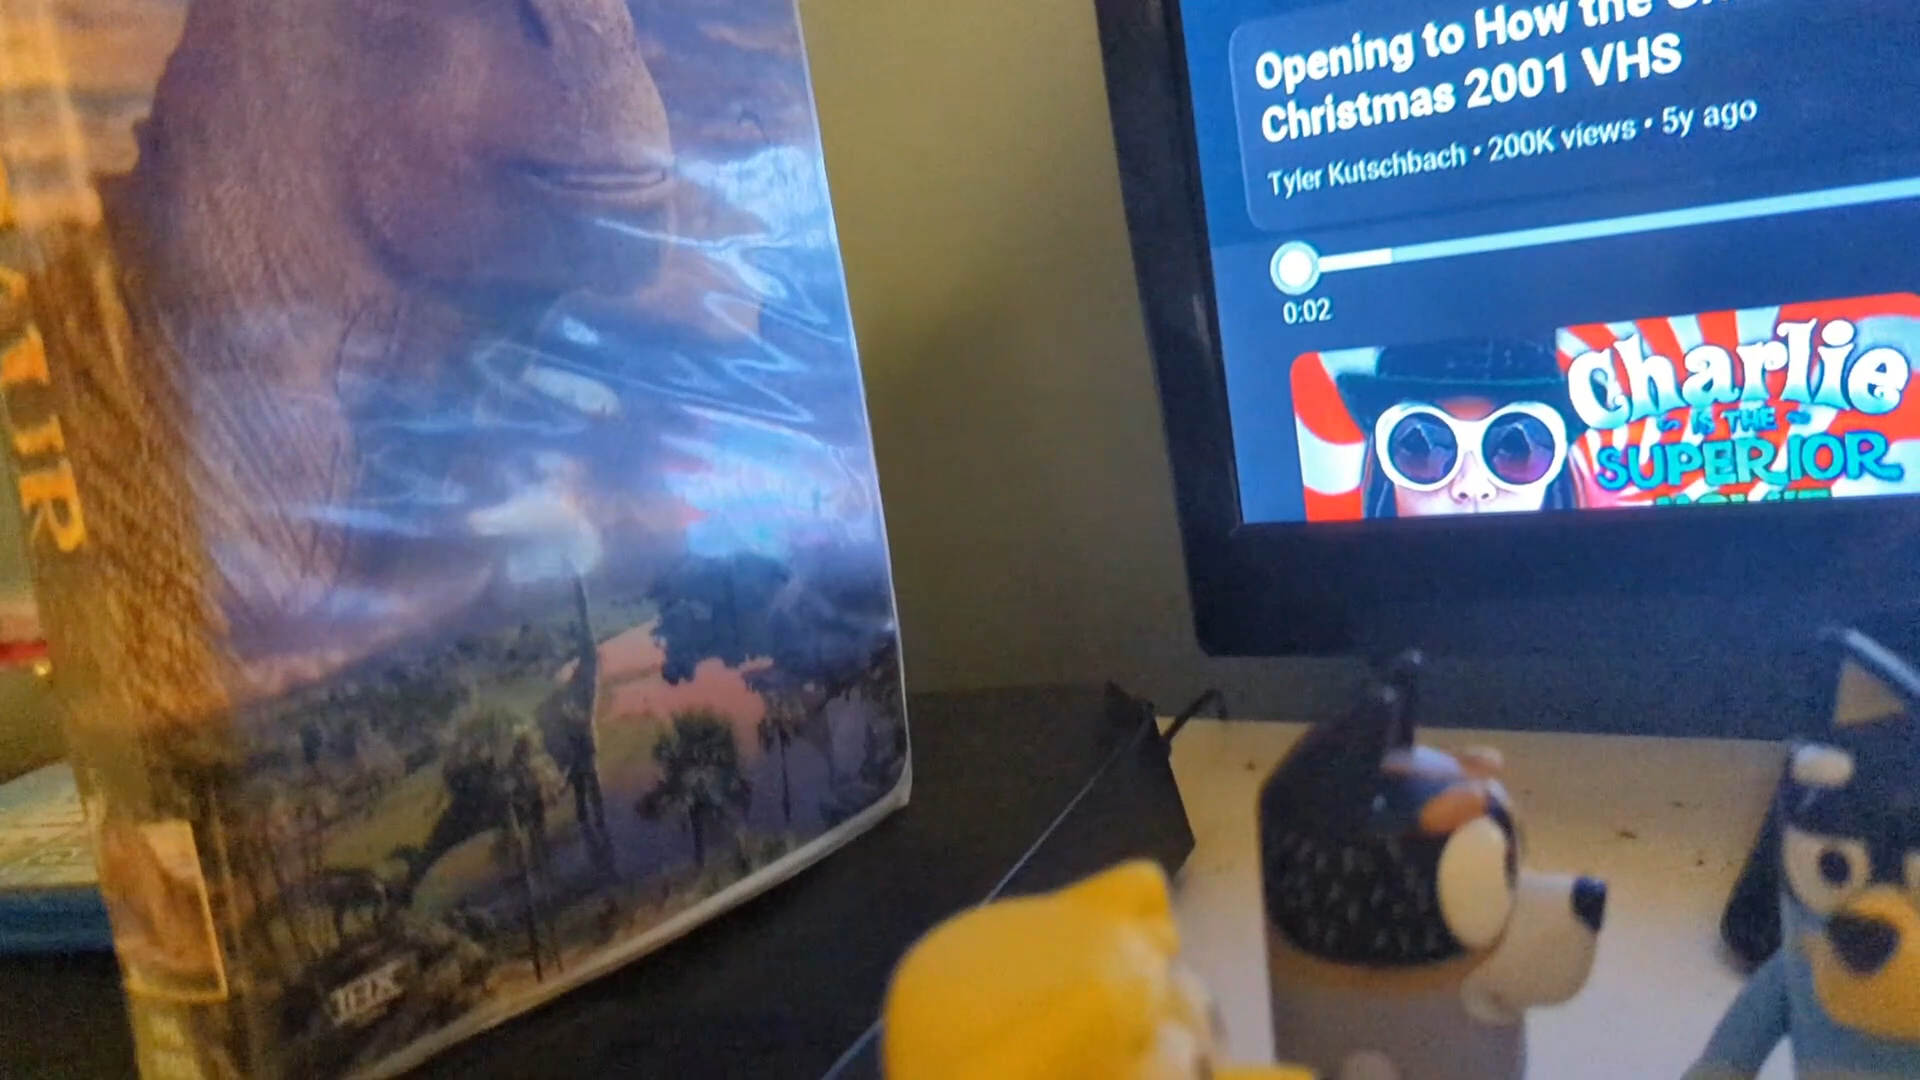 Opening to How the
Christmas 2001 VHS
Tyler Kutschbach • 200K views • 5y ago
0:02
Charlie
IS THE
SUPERIOR
THX